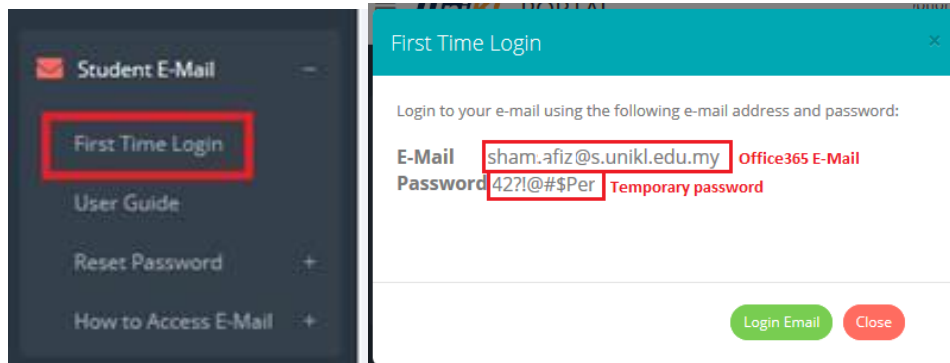 Student E-Mail
First Time Login
User Guide
Reset Password +
How to Access E-Mail +
First Time Login ×
Login to your e-mail using the following e-mail address and password:
E-Mail sham.afiz@s.unikl.edu.my Office365 E-Mail
Password 42?!@#$Per Temporary password
Login Email Close